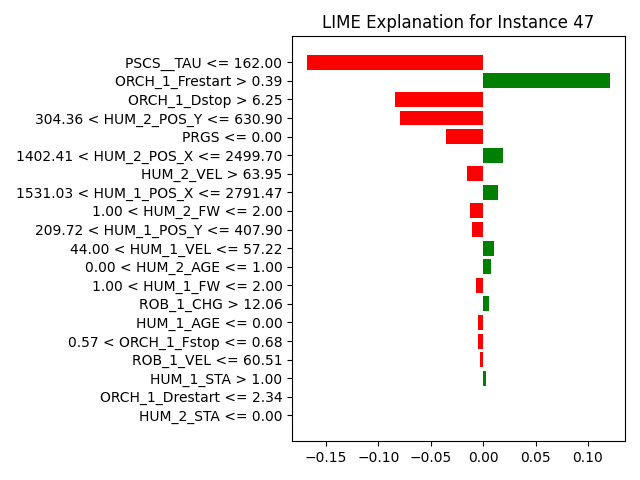 LIME Explanation for Instance 47
PSCS__TAU <= 162.00
ORCH_1_Frestart > 0.39
ORCH_1_Dstop > 6.25
304.36 < HUM_2_POS_Y <= 630.90
PRGS <= 0.00
1402.41 < HUM_2_POS_X <= 2499.70
HUM_2_VEL > 63.95
1531.03 < HUM_1_POS_X <= 2791.47
1.00 < HUM_2_FW <= 2.00
209.72 < HUM_1_POS_Y <= 407.90
44.00 < HUM_1_VEL <= 57.22
0.00 < HUM_2_AGE <= 1.00
1.00 < HUM_1_FW <= 2.00
ROB_1_CHG > 12.06
HUM_1_AGE <= 0.00
0.57 < ORCH_1_Fstop <= 0.68
ROB_1_VEL <= 60.51
HUM_1_STA > 1.00
ORCH_1_Drestart <= 2.34
HUM_2_STA <= 0.00
−0.15 −0.10 −0.05 0.00 0.05 0.10